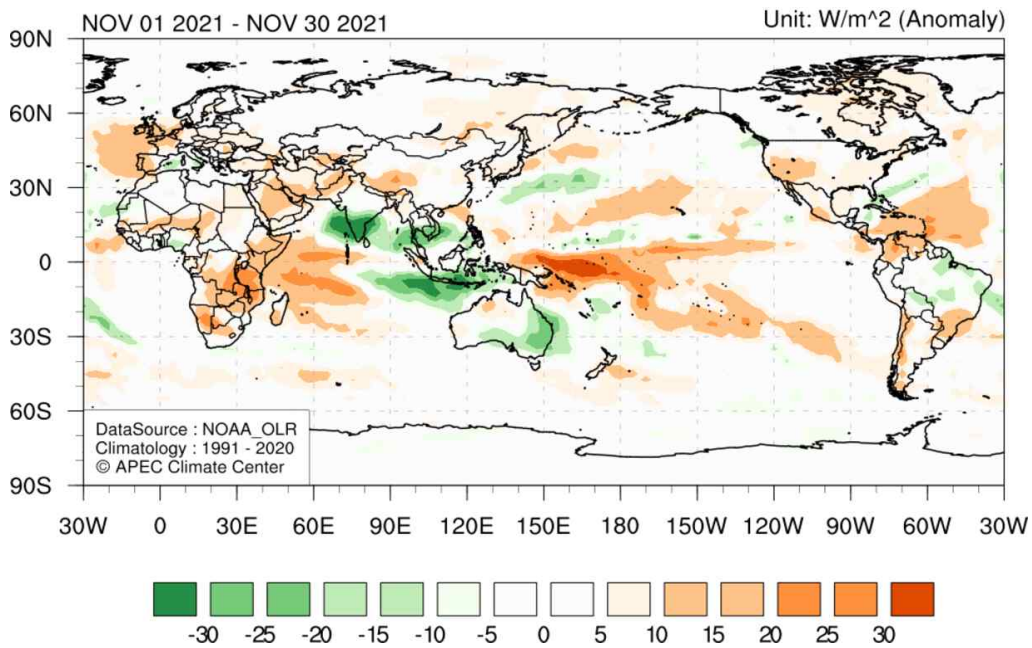 NOV 01 2021 - NOV 30 2021
Unit: W/m^2 (Anomaly)
90N
60N
30N
0
30S
60S
90S
DataSource : NOAA_OLR
Climatology : 1991 - 2020
© APEC Climate Center
30W 0 30E 60E 90E 120E 150E 180 150W 120W 90W 60W 30W
-30 -25 -20 -15 -10 -5 0 5 10 15 20 25 30